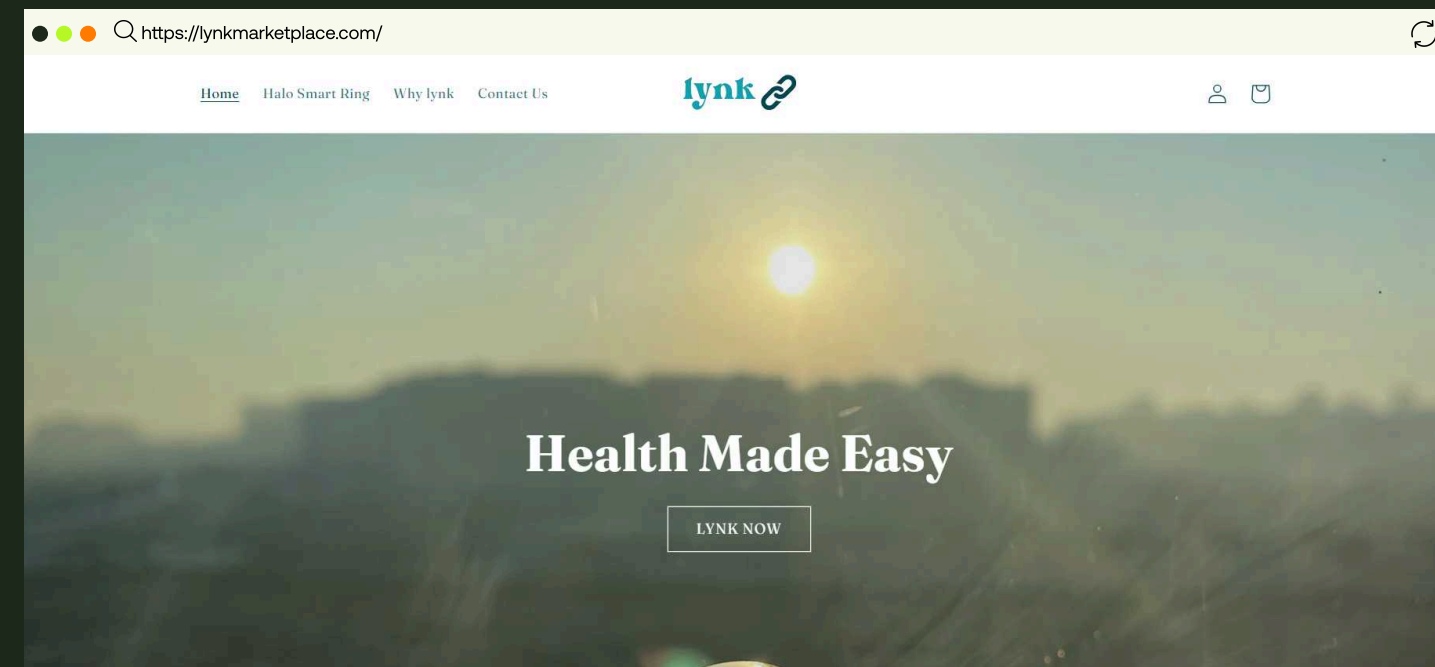 https://lynkmarketplace.com/
Home Halo Smart Ring Why lynk Contact Us lynk
Health Made Easy
LYNK NOW